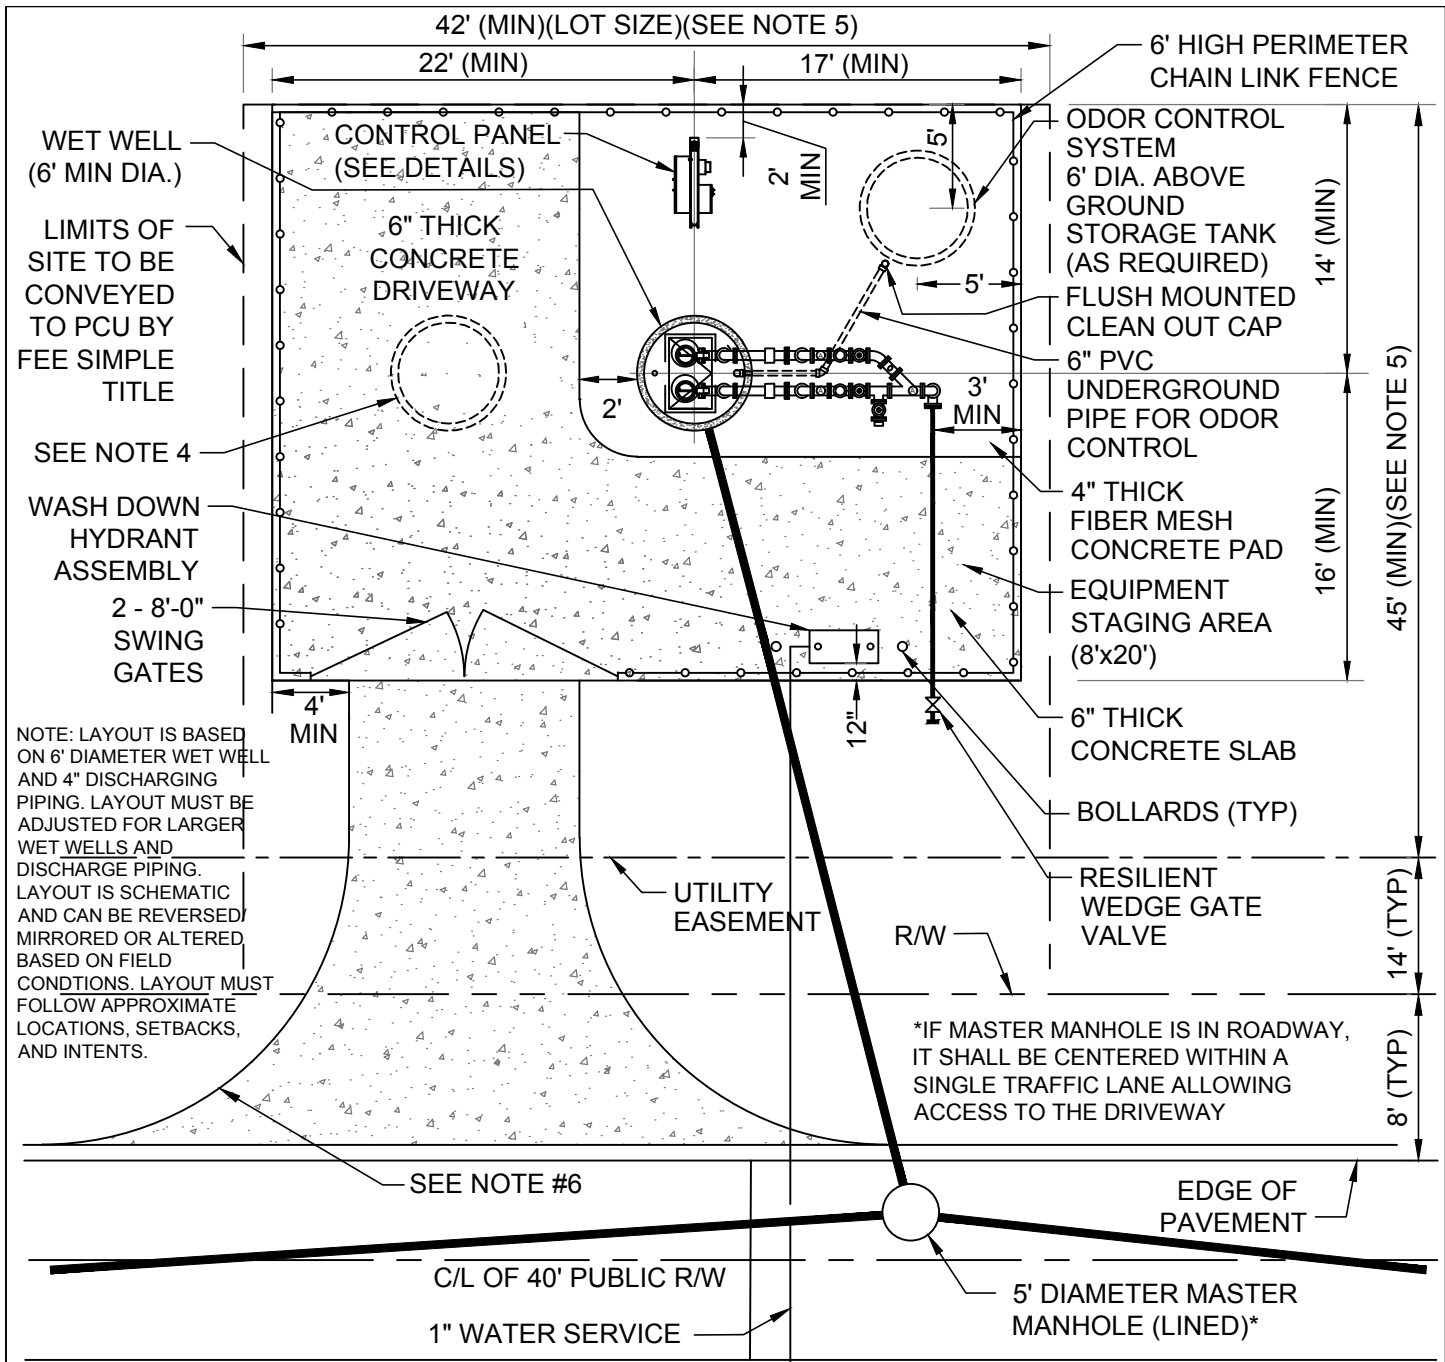 42' (MIN)(LOT SIZE)(SEE NOTE 5)
22' (MIN)
17' (MIN)
6' HIGH PERIMETER
CHAIN LINK FENCE
WET WELL
(6' MIN DIA.)
CONTROL PANEL
(SEE DETAILS)
2'
MIN
5'
ODOR CONTROL
SYSTEM
6' DIA. ABOVE
GROUND
STORAGE TANK
(AS REQUIRED)
14' (MIN)
LIMITS OF
SITE TO BE
CONVEYED
TO PCU BY
FEE SIMPLE
TITLE
6" THICK
CONCRETE
DRIVEWAY
5'
FLUSH MOUNTED
CLEAN OUT CAP
6" PVC
UNDERGROUND
PIPE FOR ODOR
CONTROL
2'
3'
MIN
SEE NOTE 4
45' (MIN)(SEE NOTE 5)
WASH DOWN
HYDRANT
ASSEMBLY
4" THICK
FIBER MESH
CONCRETE PAD
16' (MIN)
EQUIPMENT
STAGING AREA
(8'x20')
2 - 8'-0"
SWING
GATES
4'
MIN
12"
6" THICK
CONCRETE SLAB
NOTE: LAYOUT IS BASED
ON 6' DIAMETER WET WELL
AND 4" DISCHARGING
PIPING. LAYOUT MUST BE
ADJUSTED FOR LARGER
WET WELLS AND
DISCHARGE PIPING.
LAYOUT IS SCHEMATIC
AND CAN BE REVERSED/
MIRRORED OR ALTERED
BASED ON FIELD
CONDTIONS. LAYOUT MUST
FOLLOW APPROXIMATE
LOCATIONS, SETBACKS,
AND INTENTS.
BOLLARDS (TYP)
UTILITY
EASEMENT
RESILIENT
WEDGE GATE
VALVE
14' (TYP)
R/W
*IF MASTER MANHOLE IS IN ROADWAY,
IT SHALL BE CENTERED WITHIN A
SINGLE TRAFFIC LANE ALLOWING
ACCESS TO THE DRIVEWAY
8' (TYP)
SEE NOTE #6
EDGE OF
PAVEMENT
C/L OF 40' PUBLIC R/W
5' DIAMETER MASTER
MANHOLE (LINED)*
1" WATER SERVICE